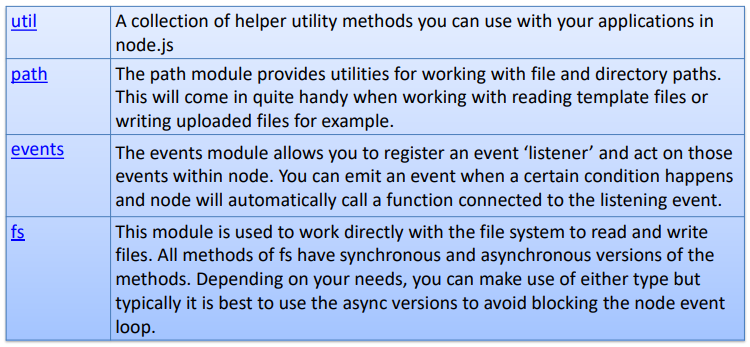 util
A collection of helper utility methods you can use with your applications in
node.js
path
The path module provides utilities for working with file and directory paths.
This will come in quite handy when working with reading template files or
writing uploaded files for example.
events
The events module allows you to register an event ‘listener’ and act on those
events within node. You can emit an event when a certain condition happens
and node will automatically call a function connected to the listening event.
fs
This module is used to work directly with the file system to read and write
files. All methods of fs have synchronous and asynchronous versions of the
methods. Depending on your needs, you can make use of either type but
typically it is best to use the async versions to avoid blocking the node event
loop.